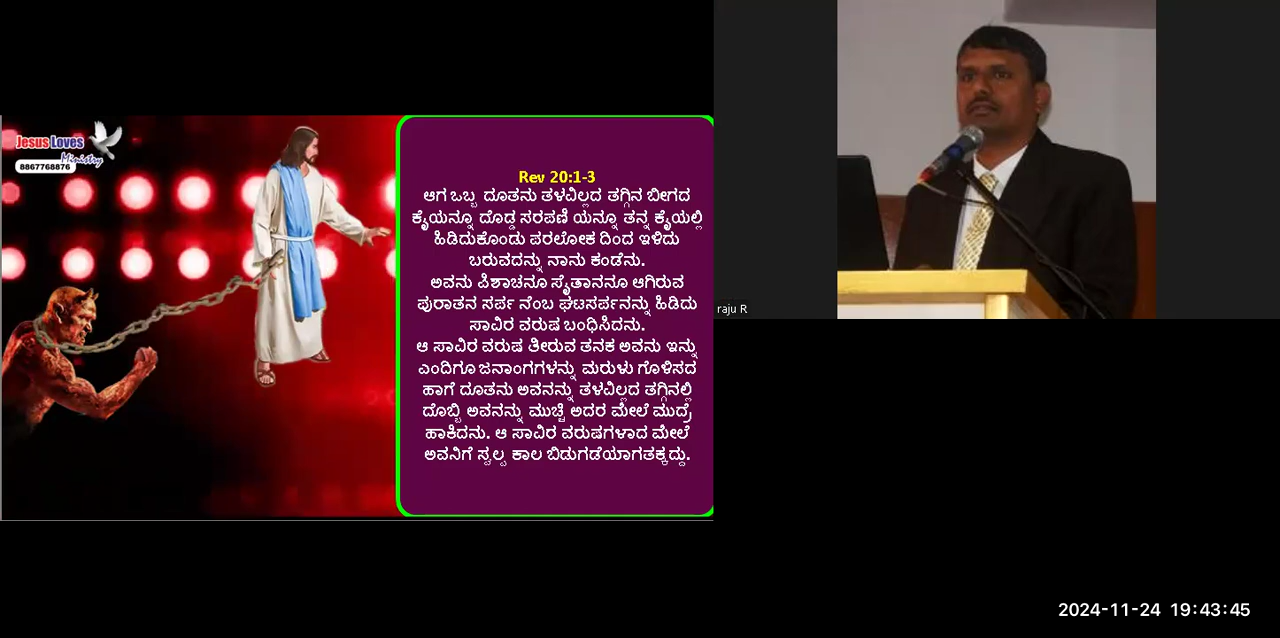 Jesus Loves
Ministry
8867768876
Rev 20:1-3
ಆಗ ಒಬ್ಬ ದೂತನು ತಳವಿಲ್ಲದ ತಗ್ಗಿನ ಬೀಗದ
ಕೈಯನ್ನೂ ದೊಡ್ಡ ಸರಪಣಿ ಯನ್ನೂ ತನ್ನ ಕೈಯಲ್ಲಿ
ಹಿಡಿದುಕೊಂಡು ಪರಲೋಕ ದಿಂದ ಇಳಿದು
ಬರುವದನ್ನು ನಾನು ಕಂಡೆನು.
ಅವನು ಪಿಶಾಚನೂ ಸೈತಾನನೂ ಆಗಿರುವ
ಪುರಾತನ ಸರ್ಪ ನೆಂಬ ಘಟಸರ್ಪನನ್ನು ಹಿಡಿದು
ಸಾವಿರ ವರುಷ ಬಂಧಿಸಿದನು.
ಆ ಸಾವಿರ ವರುಷ ತೀರುವ ತನಕ ಅವನು ಇನ್ನು
ಎಂದಿಗೂ ಜನಾಂಗಗಳನ್ನು ಮರುಳು ಗೊಳಿಸದ
ಹಾಗೆ ದೂತನು ಅವನನ್ನು ತಳವಿಲ್ಲದ ತಗ್ಗಿನಲ್ಲಿ
ದೊಬ್ಬಿ ಅವನನ್ನು ಮುಚ್ಚಿ ಅದರ ಮೇಲೆ ಮುದ್ರೆ
ಹಾಕಿದನು. ಆ ಸಾವಿರ ವರುಷಗಳಾದ ಮೇಲೆ
ಅವನಿಗೆ ಸ್ವಲ್ಪ ಕಾಲ ಬಿಡುಗಡೆಯಾಗತಕ್ಕದ್ದು.
raju R
2024-11-24 19:43:45